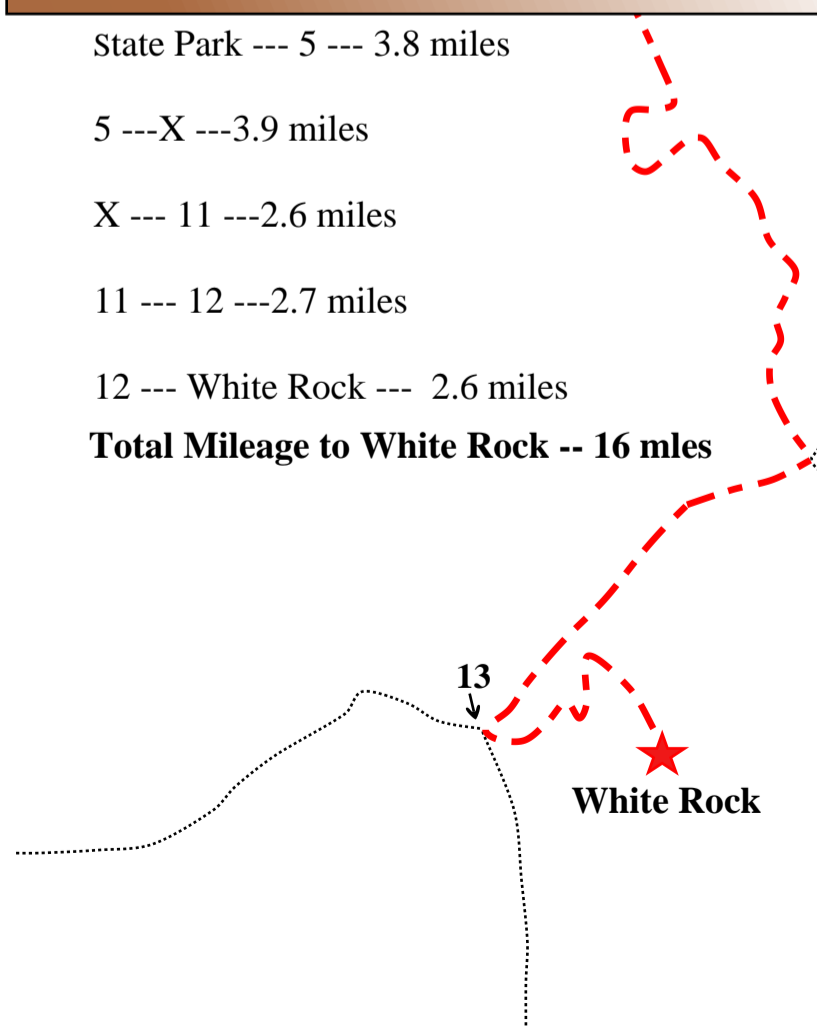 State Park --- 5 --- 3.8 miles
5 ---X ---3.9 miles
X --- 11 ---2.6 miles
11 --- 12 ---2.7 miles
12 --- White Rock ---  2.6 miles
Total Mileage to White Rock -- 16 mles
13
White Rock